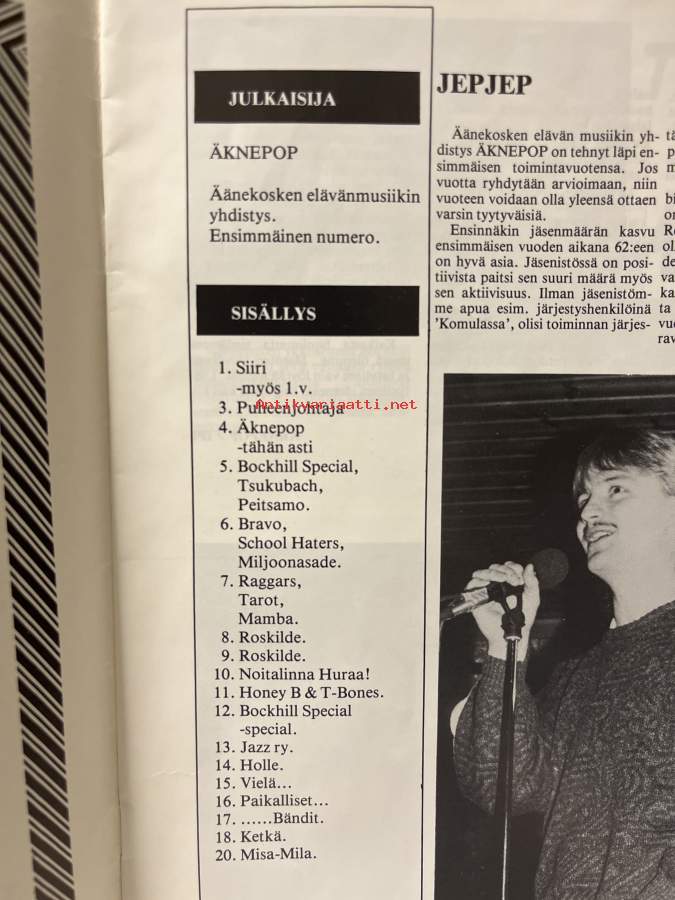 JULKAISIJA
ÄKNEPOP
Äänekosken elävänmusiikin
yhdistys.
Ensimmäinen numero.
SISÄLLYS
1. Siiri
-myös 1.v.
3. Puheenjohtaja
Antikvariaatti.net
4. Äknepop
-tähän asti
5. Bockhill Special,
Tsukubach,
Peitsamo.
6. Bravo,
School Haters,
Miljoonasade.
7. Raggars,
Tarot,
Mamba.
8. Roskilde.
9. Roskilde.
10. Noitalinna Huraa!
11. Honey B & T-Bones.
12. Bockhill Special
-special.
13. Jazz ry.
14. Holle.
15. Vielä...
16. Paikalliset...
17. ......Bändit.
18. Ketkä.
20. Misa-Mila.
JEPJEP
Äänekosken elävän musiikin yh-
distys ÄKNEPOP on tehnyt läpi en-
simmäisen toimintavuotensa. Jos
vuotta ryhdytään arvioimaan, niin
vuoteen voidaan olla yleensä ottaen
varsin tyytyväisiä.
Ensinnäkin jäsenmäärän kasvu
ensimmäisen vuoden aikana 62:een
on hyvä asia. Jäsenistössä on posi-
tiivista paitsi sen suuri määrä myös
sen aktiivisuus. Ilman jäsenistöm-
me apua esim. järjestyshenkilöinä
'Komulassa', olisi toiminnan järjes-